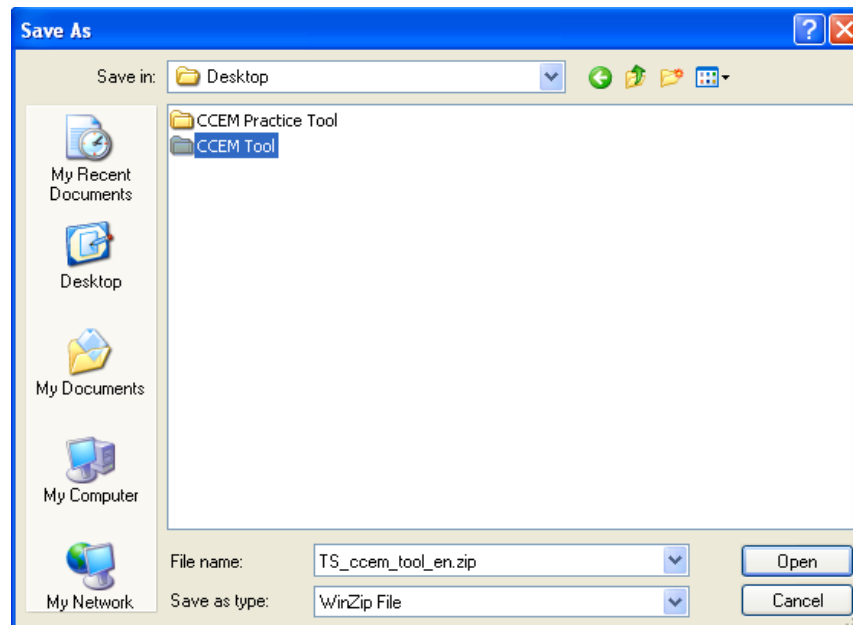 Save As
Save in:
Desktop
CCEM Practice Tool
CCEM Tool
My Recent
Documents
Desktop
My Documents
My Computer
My Network
File name:
TS_ccem_tool_en.zip
Open
Save as type:
WinZip File
Cancel